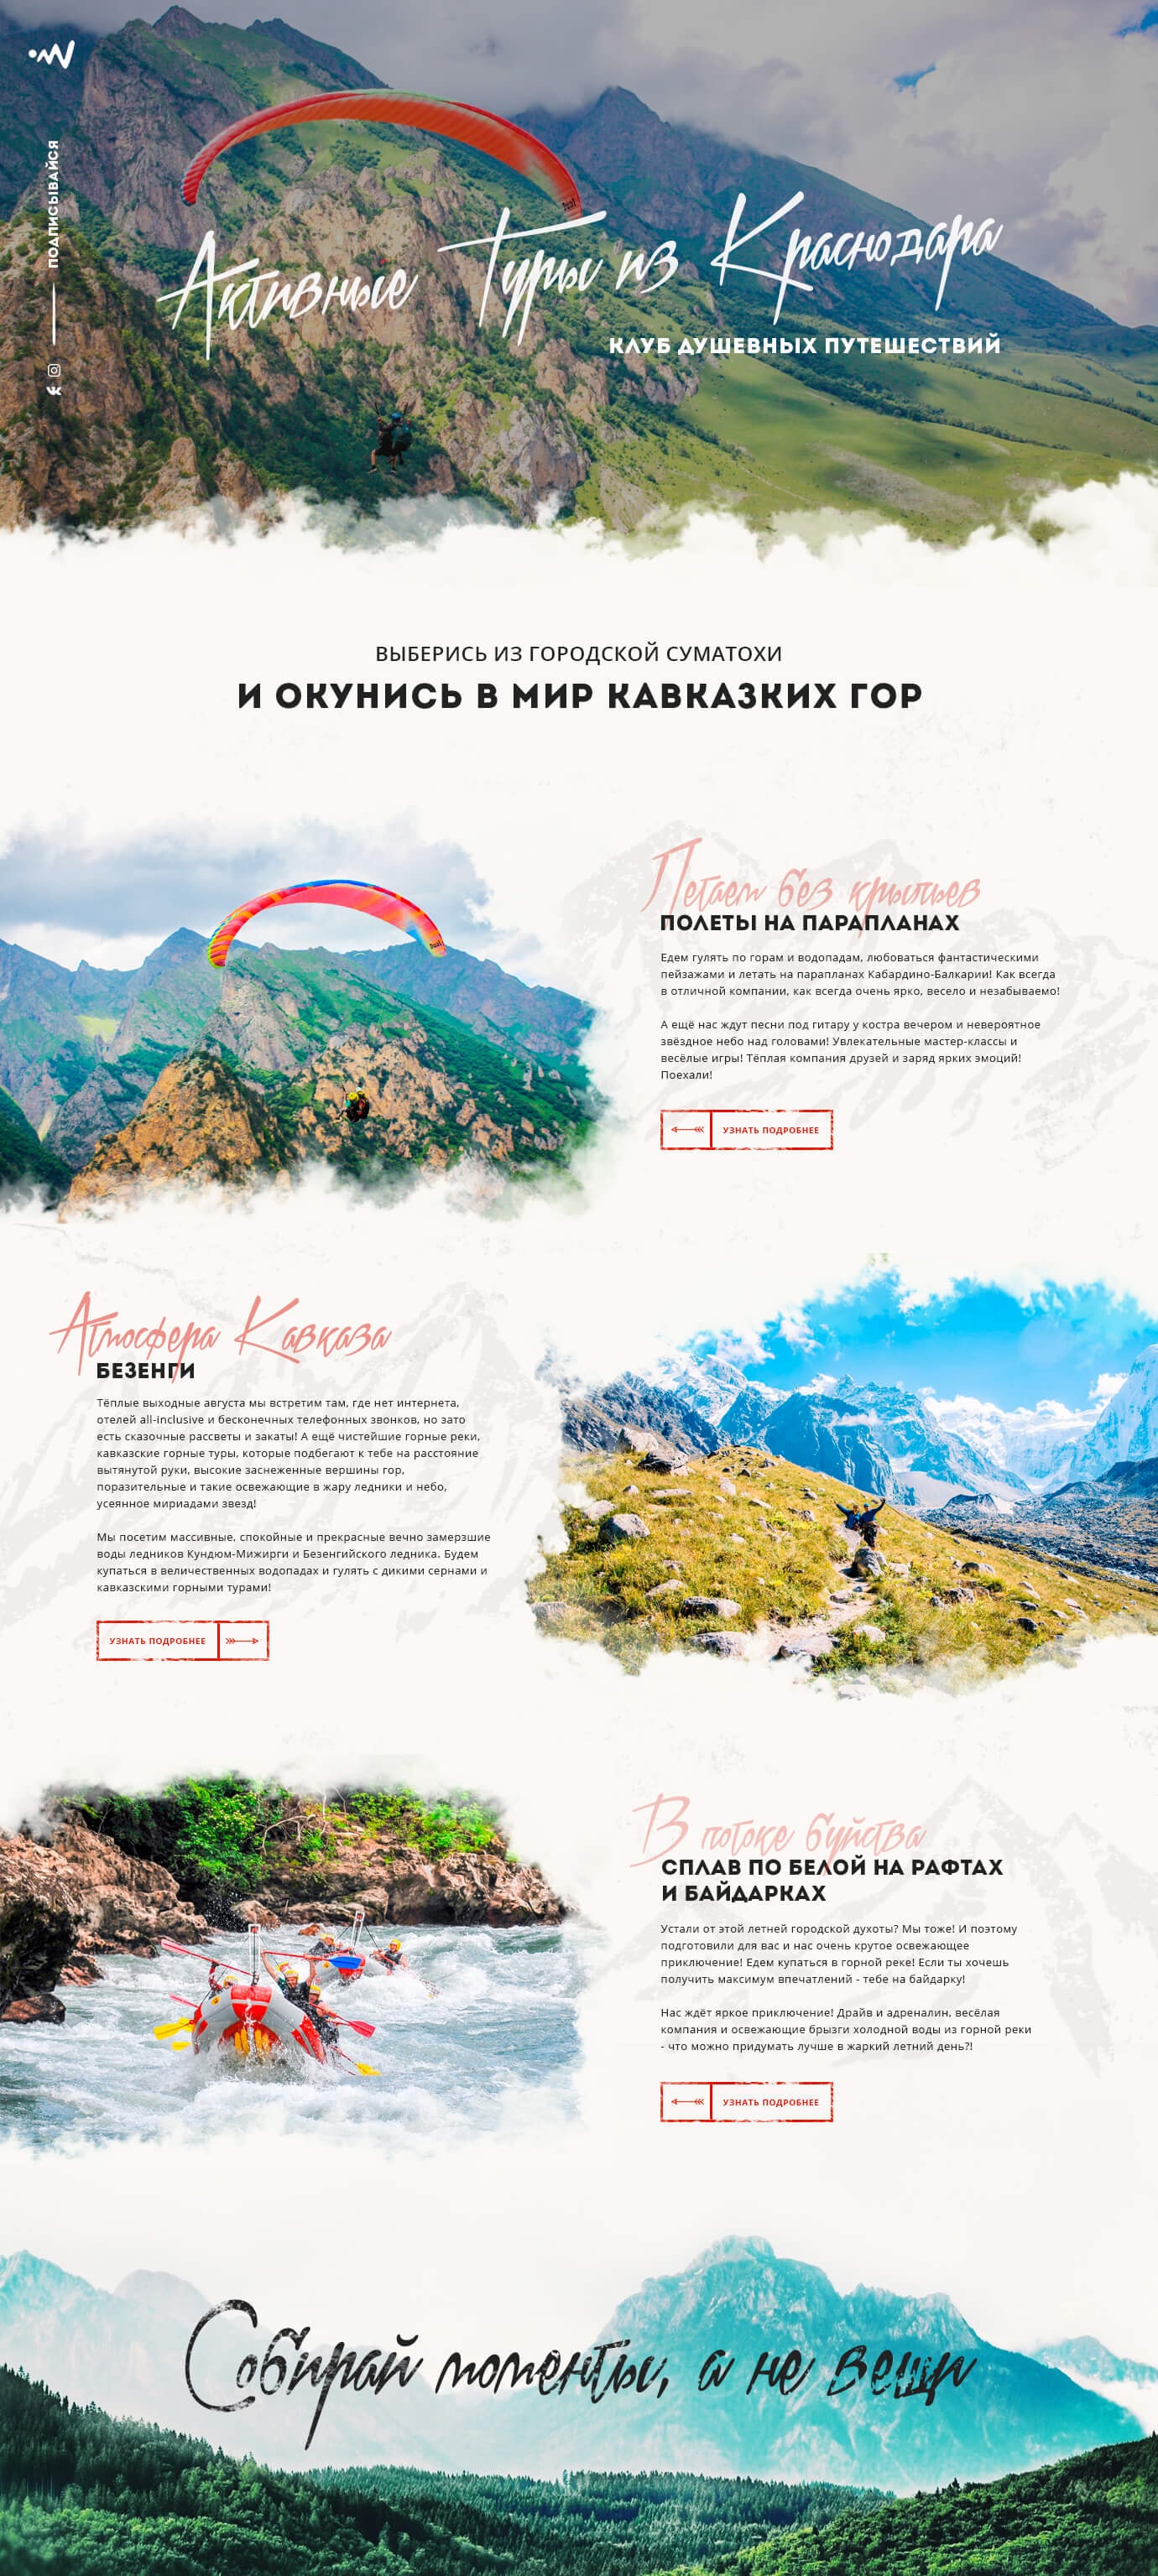 ПОДПИСЫВАЙСЯ
Активные Туры из Краснодара
КЛУБ ДУШЕВНЫХ ПУТЕШЕСТВИЙ
ВЫБЕРИСЬ ИЗ ГОРОДСКОЙ СУМАТОХИ
И ОКУНИСЬ В МИР КАВКАЗКИХ ГОР
Летаем без крыльев
ПОЛЕТЫ НА ПАРАПЛАНАХ
Едем гулять по горам и водопадам, любоваться фантастическими
пейзажами и летать на парапланах Кабардино-Балкарии! Как всегда
в отличной компании, как всегда очень ярко, весело и незабываемо!
А ещё нас ждут песни под гитару у костра вечером и невероятное
звёздное небо над головами! Увлекательные мастер-классы и
весёлые игры! Тёплая компания друзей и заряд ярких эмоций!
Поехали!
УЗНАТЬ ПОДРОБНЕЕ
Атмосфера Кавказа
БЕЗЕНГИ
Тёплые выходные августа мы встретим там, где нет интернета,
отелей all-inclusive и бесконечных телефонных звонков, но зато
есть сказочные рассветы и закаты! А ещё чистейшие горные реки,
кавказские горные туры, которые подбегают к тебе на расстояние
вытянутой руки, высокие заснеженные вершины гор,
поразительные и такие освежающие в жару ледники и небо,
усеянное мириадами звезд!
Мы посетим массивные, спокойные и прекрасные вечно замерзшие
воды ледников Кундюм-Мижирги и Безенгийского ледника. Будем
купаться в величественных водопадах и гулять с дикими сернами и
кавказскими горными турами!
УЗНАТЬ ПОДРОБНЕЕ
В потоке буйства
СПЛАВ ПО БЕЛОЙ НА РАФТАХ
И БАЙДАРКАХ
Устали от этой летней городской духоты? Мы тоже! И поэтому
подготовили для вас и нас очень крутое освежающее
приключение! Едем купаться в горной реке! Если ты хочешь
получить максимум впечатлений - тебе на байдарку!
Нас ждёт яркое приключение! Драйв и адреналин, весёлая
компания и освежающие брызги холодной воды из горной реки
- что можно придумать лучше в жаркий летний день?!
УЗНАТЬ ПОДРОБНЕЕ
Собирай моменты, а не вещи